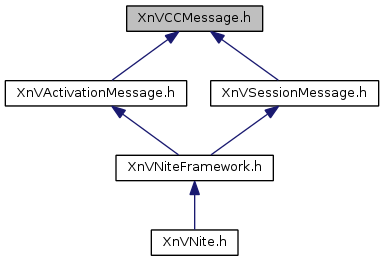 XnVCCMessage.h
XnVActivationMessage.h
XnVSessionMessage.h
XnVNiteFramework.h
XnVNite.h